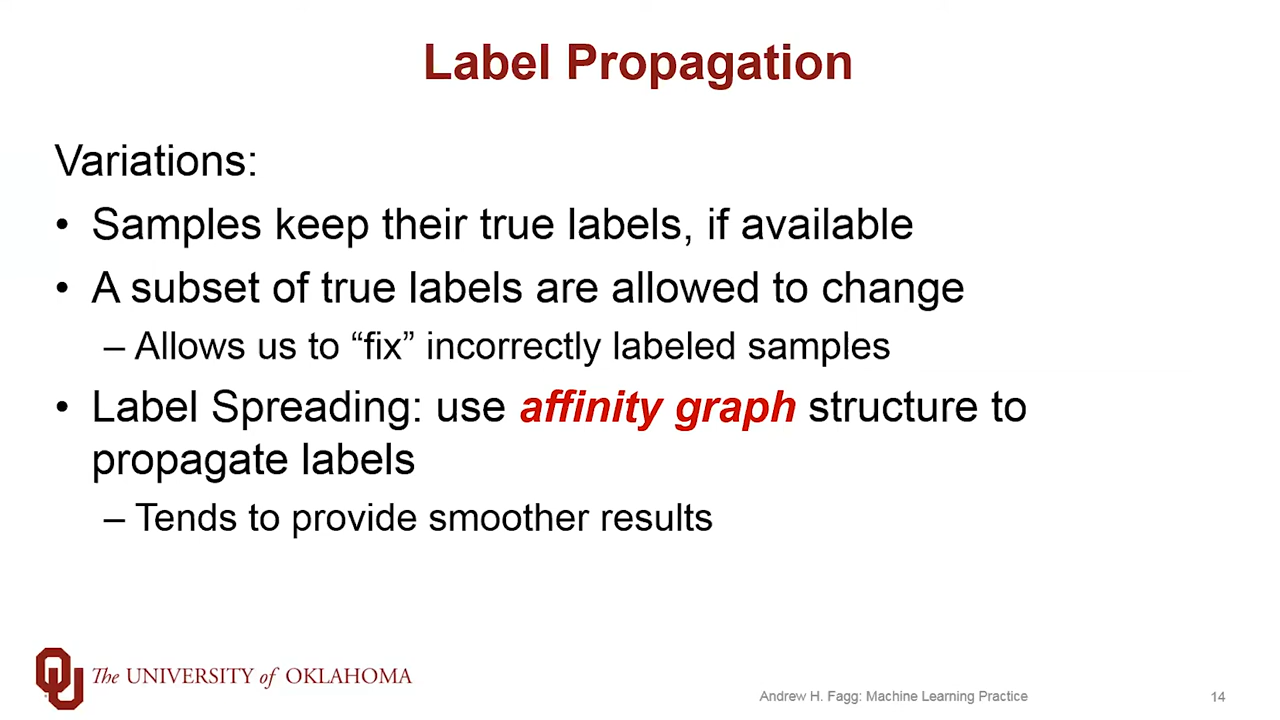 Label Propagation
Variations:
• Samples keep their true labels, if available
• A subset of true labels are allowed to change
– Allows us to “fix” incorrectly labeled samples
• Label Spreading: use affinity graph structure to
propagate labels
– Tends to provide smoother results
OU The UNIVERSITY of OKLAHOMA
Andrew H. Fagg: Machine Learning Practice
14